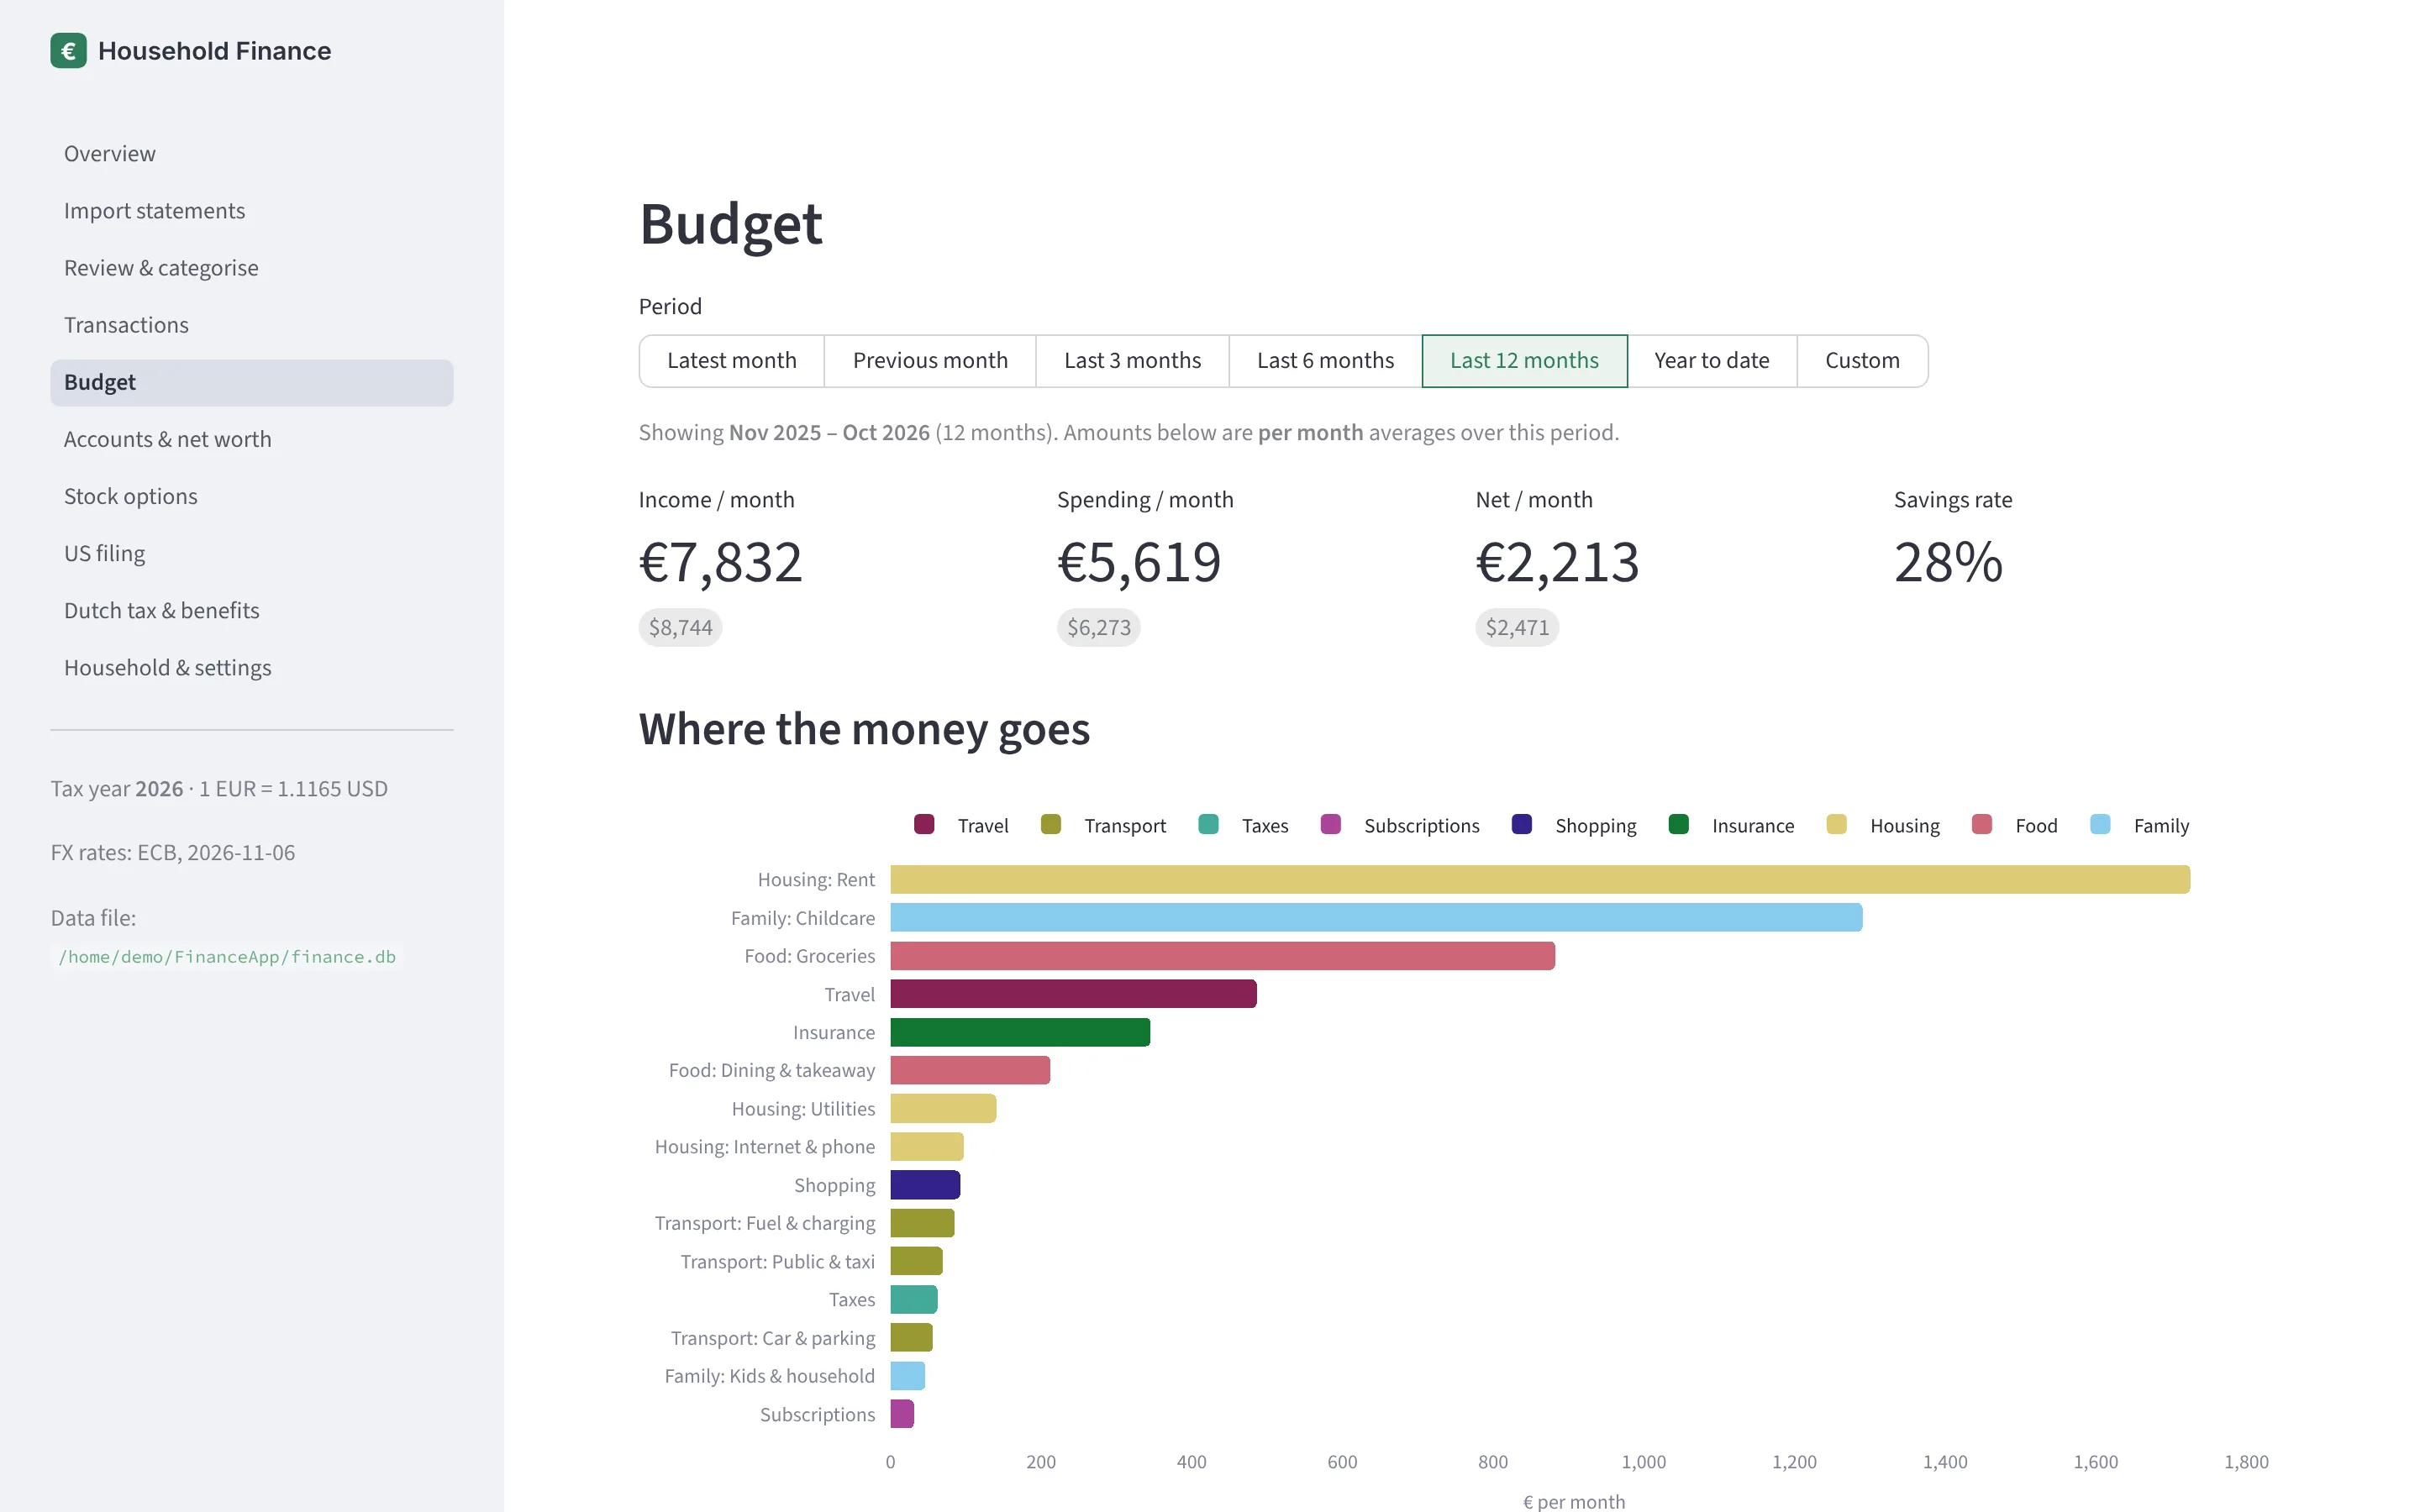 € Household Finance
Overview
Import statements
Review & categorise
Transactions
Budget
Accounts & net worth
Stock options
US filing
Dutch tax & benefits
Household & settings
Tax year 2026 · 1 EUR = 1.1165 USD
FX rates: ECB, 2026-11-06
Data file:
/home/demo/FinanceApp/finance.db
Budget
Period
Latest month Previous month Last 3 months Last 6 months Last 12 months Year to date Custom
Showing Nov 2025 – Oct 2026 (12 months). Amounts below are per month averages over this period.
Income / month Spending / month Net / month Savings rate
€7,832 €5,619 €2,213 28%
$8,744 $6,273 $2,471
Where the money goes
Travel Transport Taxes Subscriptions Shopping Insurance Housing Food Family
Housing: Rent
Family: Childcare
Food: Groceries
Travel
Insurance
Food: Dining & takeaway
Housing: Utilities
Housing: Internet & phone
Shopping
Transport: Fuel & charging
Transport: Public & taxi
Taxes
Transport: Car & parking
Family: Kids & household
Subscriptions
0 200 400 600 800 1,000 1,200 1,400 1,600 1,800
€ per month